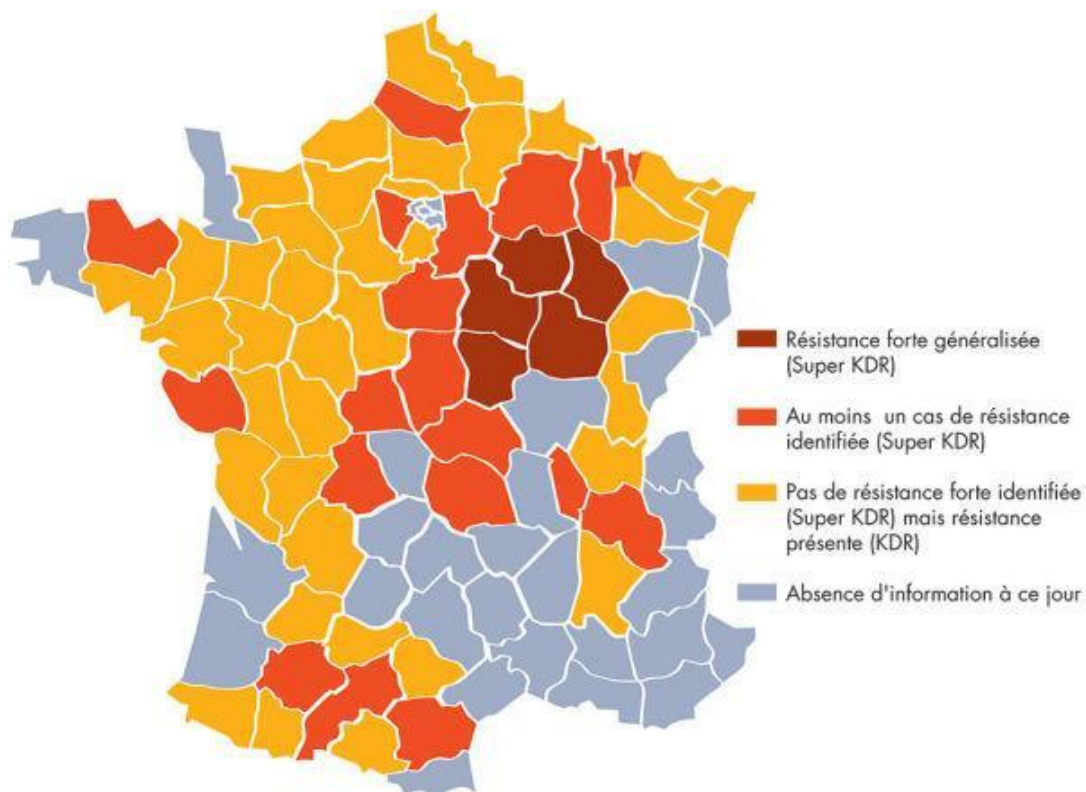 Résistance forte généralisée
(Super KDR)
Au moins un cas de résistance
identifiée (Super KDR)
Pas de résistance forte identifiée
(Super KDR) mais résistance
présente (KDR)
Absence d'information à ce jour